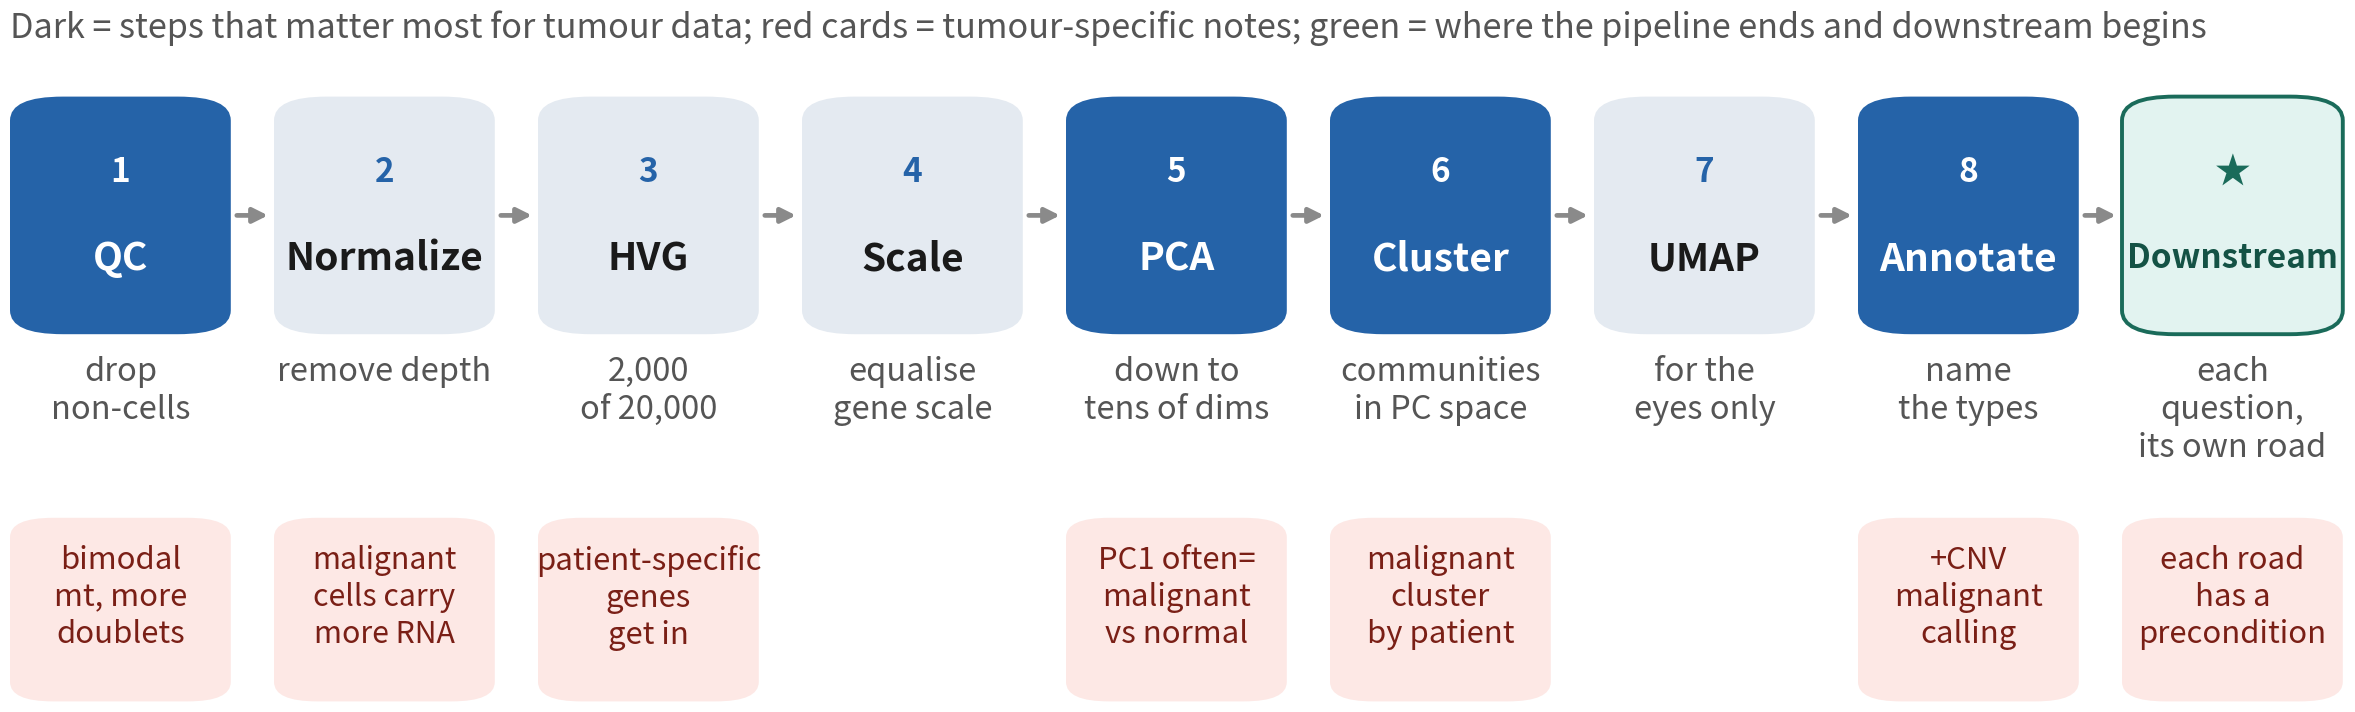 Dark = steps that matter most for tumour data; red cards = tumour-specific notes; green = where the pipeline ends and downstream begins
1
QC
drop
non-cells
bimodal
mt, more
doublets
2
Normalize
remove depth
malignant
cells carry
more RNA
3
HVG
2,000
of 20,000
patient-specific
genes
get in
4
Scale
equalise
gene scale
5
PCA
down to
tens of dims
PC1 often=
malignant
vs normal
6
Cluster
communities
in PC space
malignant
cluster
by patient
7
UMAP
for the
eyes only
8
Annotate
name
the types
+CNV
malignant
calling
★
Downstream
each
question,
its own road
each road
has a
precondition